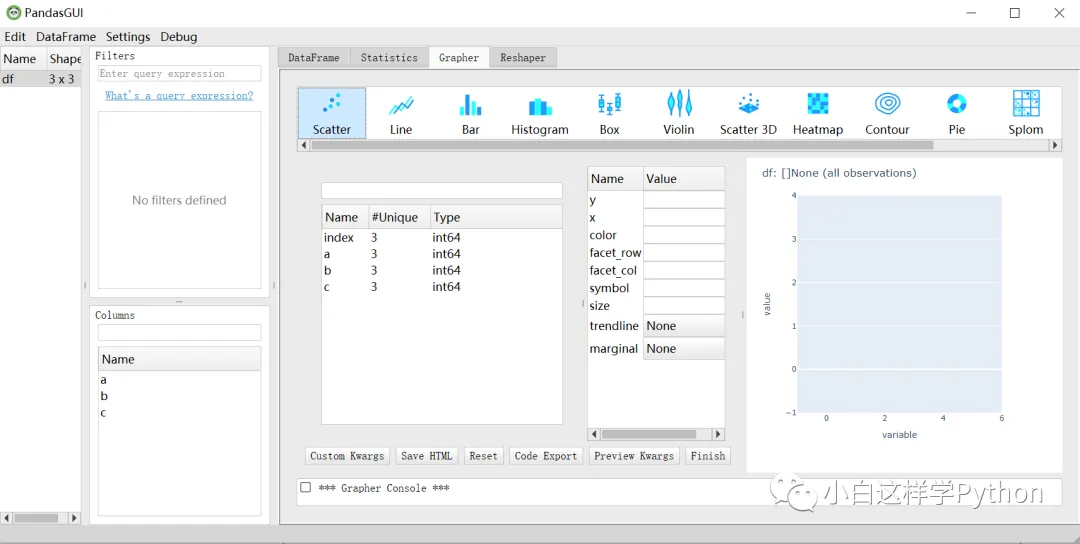 PandasGUI
Edit DataFrame Settings Debug
Name Shape
df 3 x 3
Filters
Enter query expression
What's a query expression?
No filters defined
Columns
Name
a
b
c
DataFrame Statistics Grapher Reshaper
Scatter Line Bar Histogram Box Violin Scatter 3D Heatmap Contour Pie Splom
Name #Unique Type
index 3 int64
a 3 int64
b 3 int64
c 3 int64
Name Value
y
x
color
facet_row
facet_col
symbol
size
trendline None
marginal None
df: []None (all observations)
4
3
2
1
0
−1
value
0 2 4 6
variable
Custom Kwargs Save HTML Reset Code Export Preview Kwargs Finish
*** Grapher Console ***
小白这样学Python